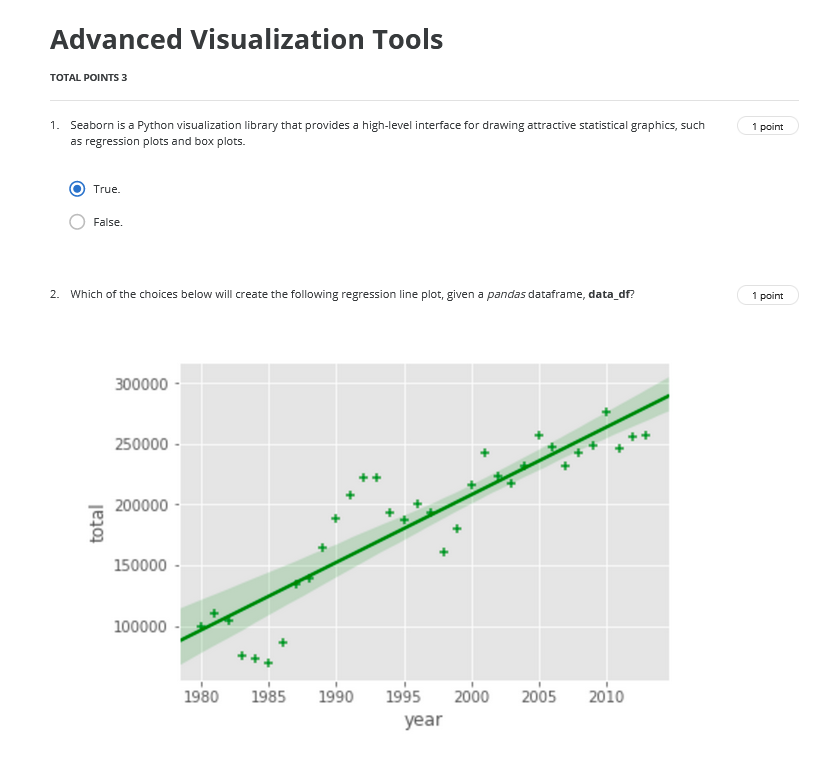 Advanced Visualization Tools
TOTAL POINTS 3
1. Seaborn is a Python visualization library that provides a high-level interface for drawing attractive statistical graphics, such
as regression plots and box plots.
1 point
True.
False.
2. Which of the choices below will create the following regression line plot, given a pandas dataframe, data_df?
1 point
300000
250000
200000
150000
100000
total
1980 1985 1990 1995 2000 2005 2010
year